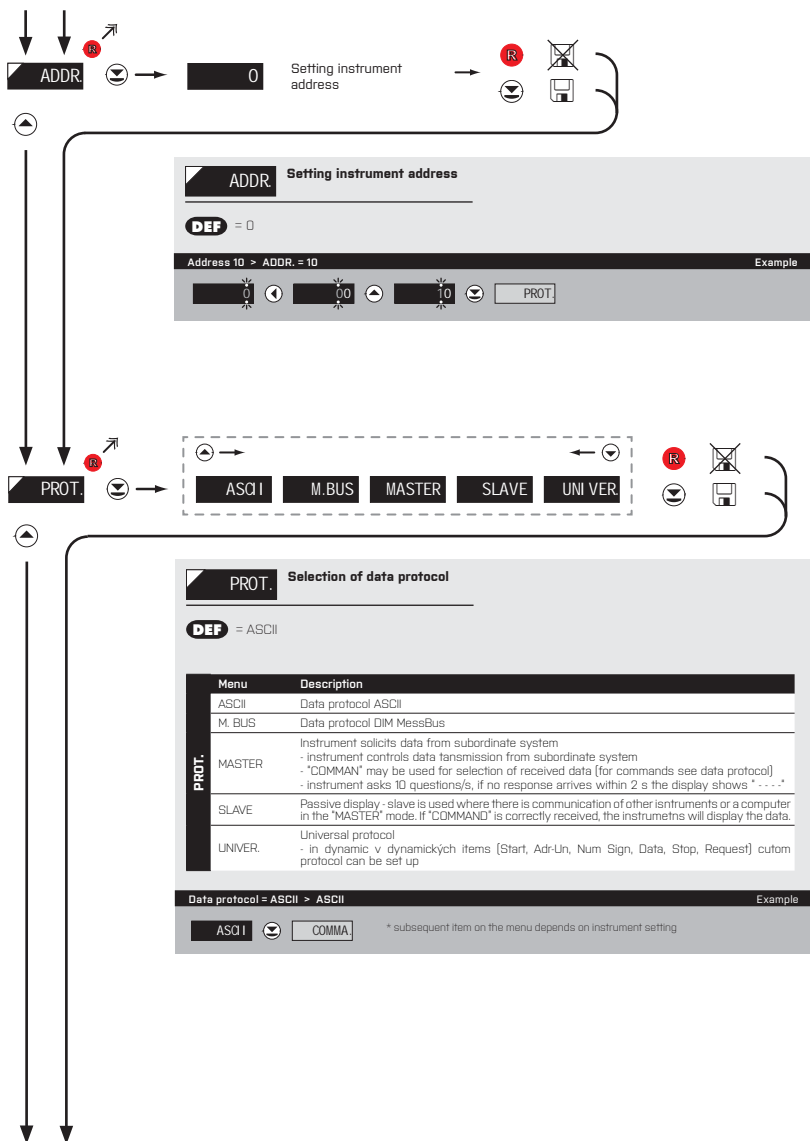 R
ADDR.
0
Setting instrument
address
R
ADDR.
Setting instrument address
DEF = 0
Address 10 > ADDR. = 10 Example
0 00 10 PROT.
R
PROT.
ASCII M.BUS MASTER SLAVE UNIVER.
R
PROT.
Selection of data protocol
DEF = ASCII
PROT.
Menu Description
ASCII Data protocol ASCII
M. BUS Data protocol DIM MessBus
MASTER
Instrument solicits data from subordinate system
- instrument controls data tansmission from subordinate system
- "COMMAN" may be used for selection of received data (for commands see data protocol)
- instrument asks 10 questions/s, if no response arrives within 2 s the display shows " - - - -"
SLAVE
Passive display - slave is used where there is communication of other isntruments or a computer
in the "MASTER" mode. If "COMMAND" is correctly received, the instrumetns will display the data.
UNIVER.
Universal protocol
- in dynamic v dynamických items (Start, Adr-Un, Num Sign, Data, Stop, Request) cutom
protocol can be set up
Data protocol = ASCII > ASCII Example
ASCII COMMA. * subsequent item on the menu depends on instrument setting